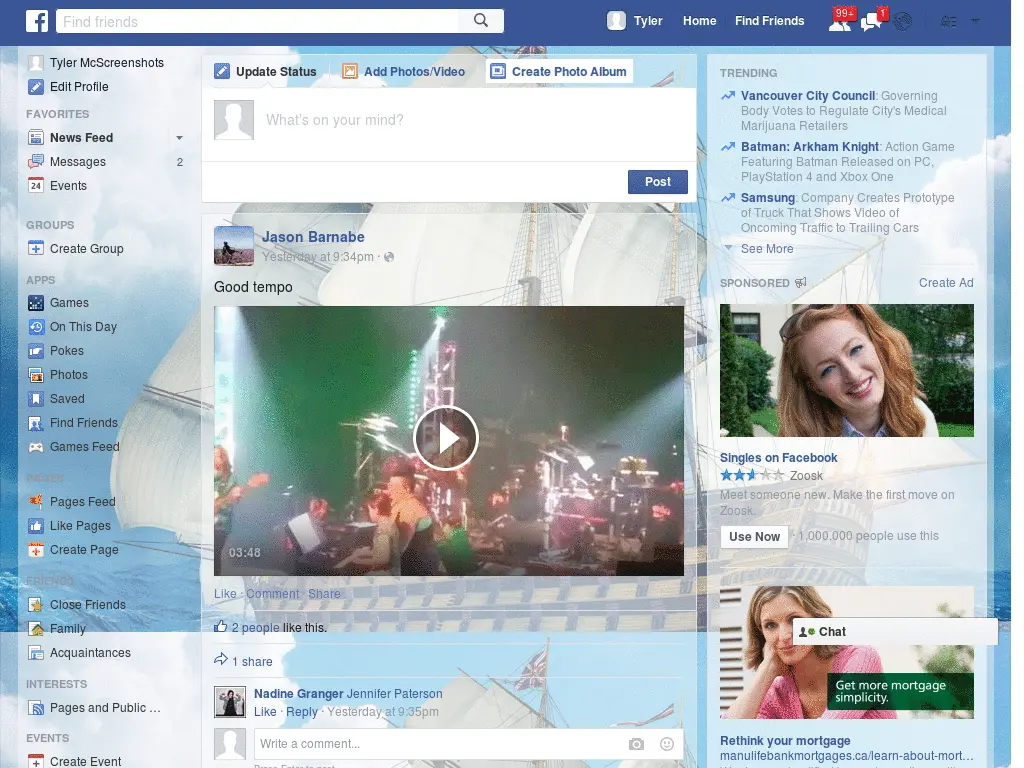 f
Find friends
Tyler
Home
Find Friends
99+
1
Tyler McScreenshots
Edit Profile
FAVORITES
News Feed
Messages
2
24
Events
GROUPS
Create Group
APPS
Games
On This Day
Pokes
Photos
Saved
Find Friends
Games Feed
PAGES
Pages Feed
Like Pages
Create Page
FRIENDS
Close Friends
Family
Acquaintances
INTERESTS
Pages and Public ...
EVENTS
Create Event
Update Status
Add Photos/Video
Create Photo Album
What's on your mind?
Post
Jason Barnabe
Yesterday at 9:34pm ·
Good tempo
03:48
Like · Comment · Share
2 people like this.
1 share
Nadine Granger Jennifer Paterson
Like · Reply · Yesterday at 9:35pm
Write a comment...
TRENDING
Vancouver City Council: Governing
Body Votes to Regulate City's Medical
Marijuana Retailers
Batman: Arkham Knight: Action Game
Featuring Batman Released on PC,
PlayStation 4 and Xbox One
Samsung: Company Creates Prototype
of Truck That Shows Video of
Oncoming Traffic to Trailing Cars
See More
SPONSORED
Create Ad
Singles on Facebook
Zoosk
Meet someone new. Make the first move on
Zoosk.
Use Now
· 1,000,000 people use this
Chat
Get more mortgage
simplicity.
Rethink your mortgage
manulifebankmortgages.ca/learn-about-mort...